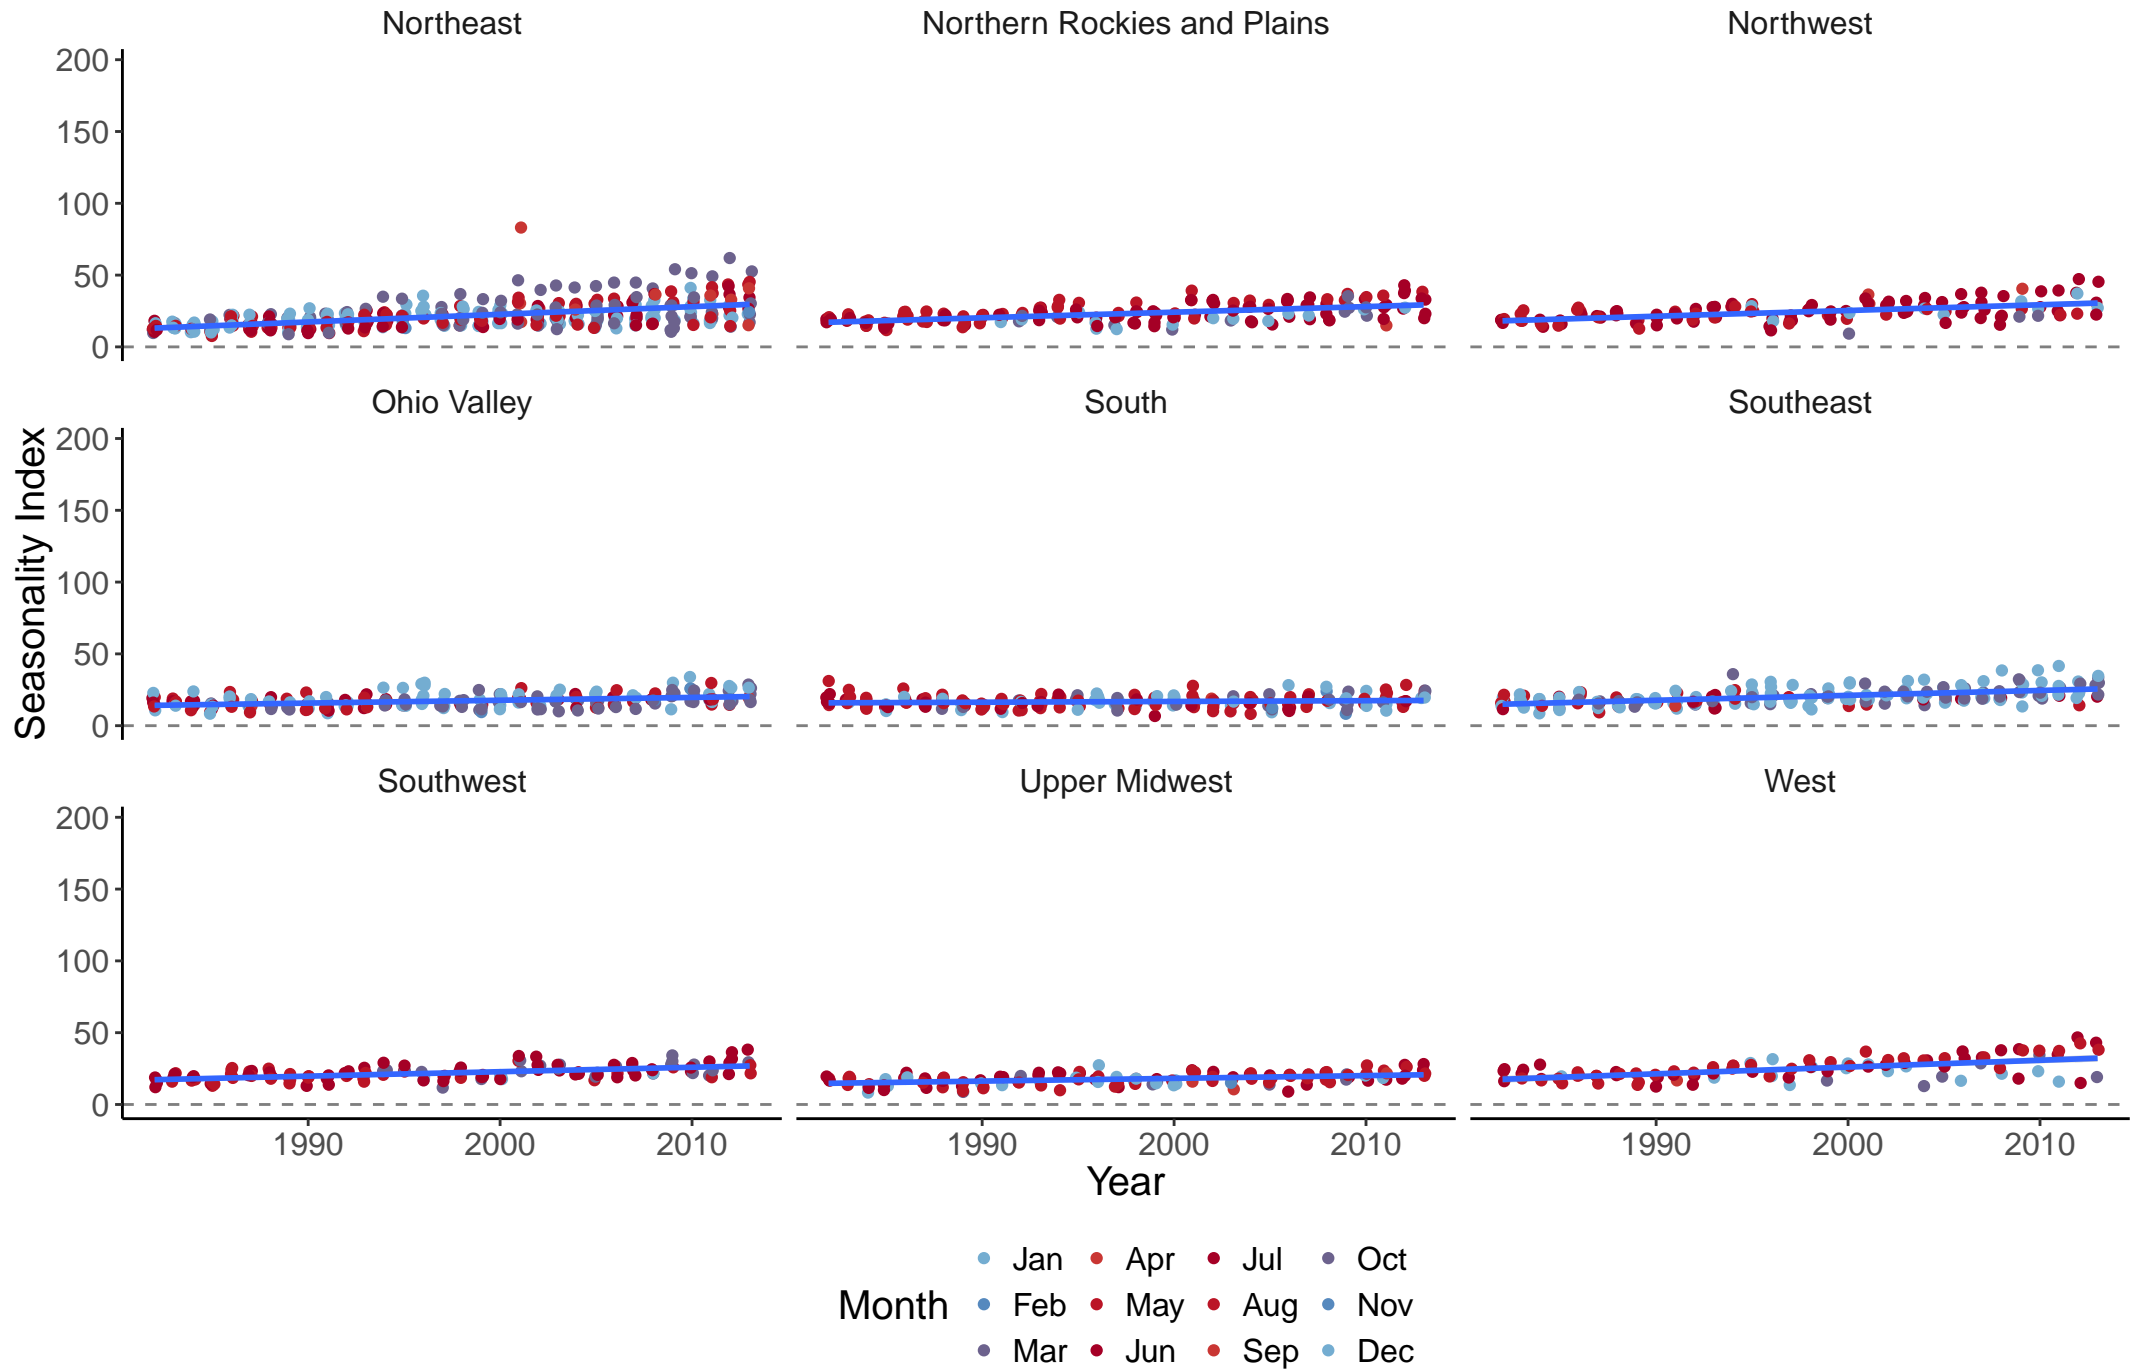 Northeast Northern Rockies and Plains Northwest
200
150
100
50
0
Ohio Valley South Southeast
200
150
100
50
0
Seasonality Index
Southwest Upper Midwest West
200
150
100
50
0
1990 2000 2010 1990 2000 2010 1990 2000 2010
Year
Month
Jan Apr Jul Oct
Feb May Aug Nov
Mar Jun Sep Dec